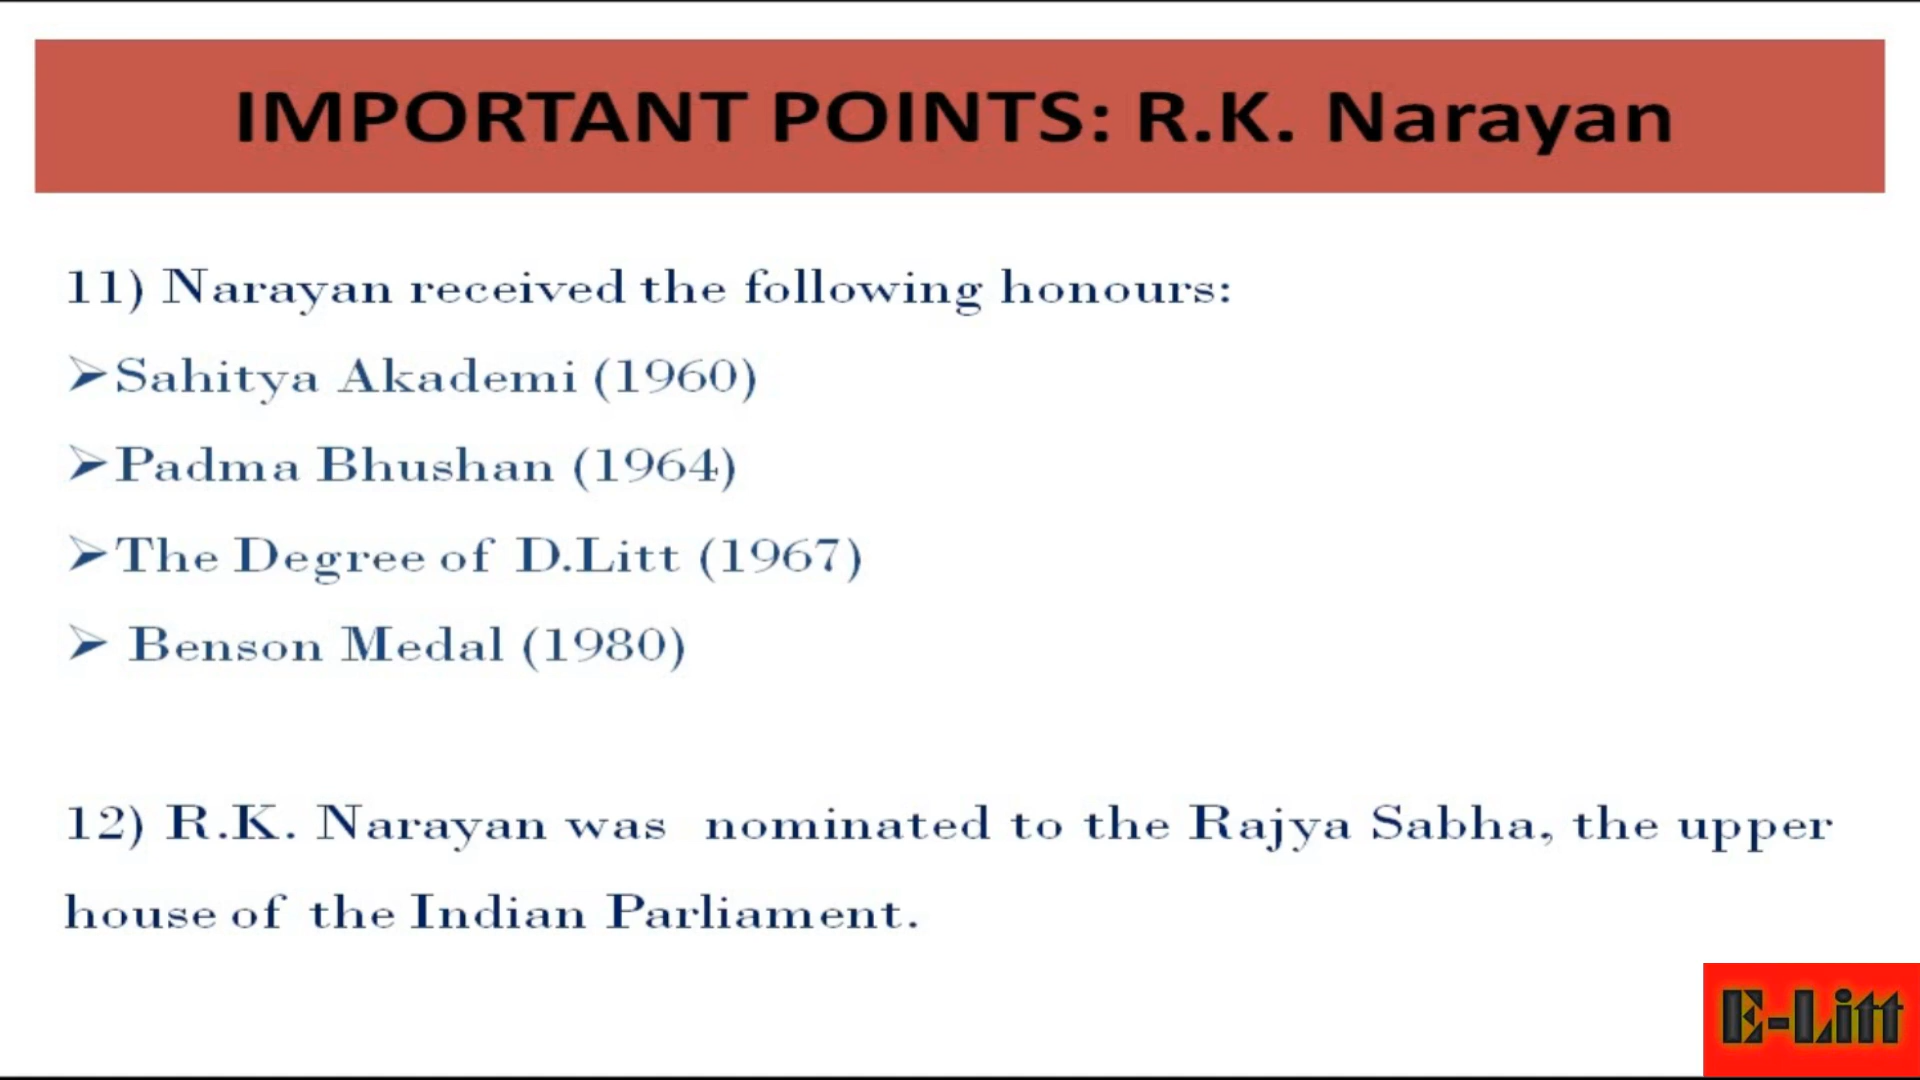 IMPORTANT POINTS: R.K. Narayan
11) Narayan received the following honours:
➢Sahitya Akademi (1960)
➢Padma Bhushan (1964)
➢The Degree of D.Litt (1967)
➢ Benson Medal (1980)
12) R.K. Narayan was nominated to the Rajya Sabha, the upper
house of the Indian Parliament.
E-Litt